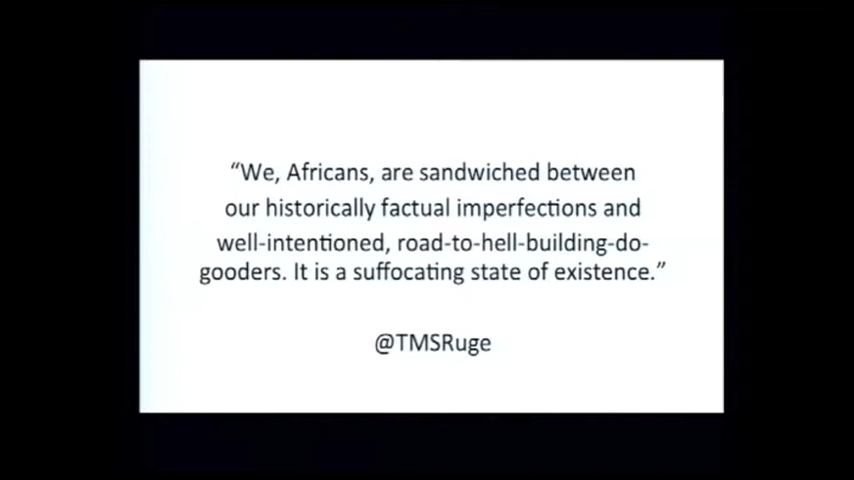 “We, Africans, are sandwiched between
our historically factual imperfections and
well-intentioned, road-to-hell-building-do-
gooders. It is a suffocating state of existence.”
@TMSRuge